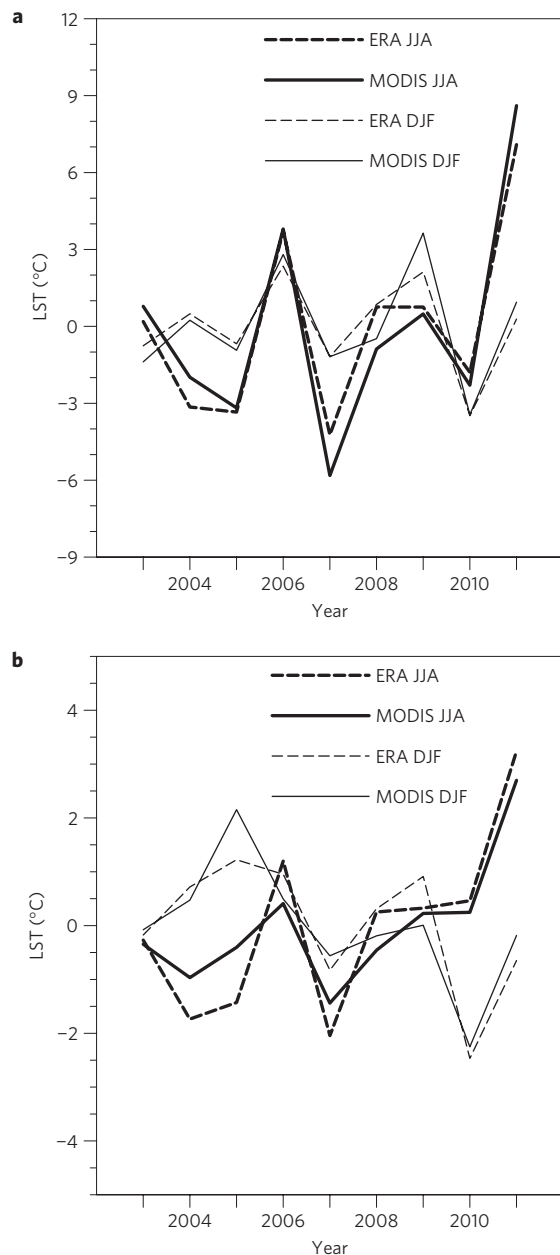 a
12
9
6
3
0
−3
−6
−9
LST (°C)
ERA JJA
MODIS JJA
ERA DJF
MODIS DJF
2004 2006 2008 2010
Year
b
4
2
0
−2
−4
LST (°C)
ERA JJA
MODIS JJA
ERA DJF
MODIS DJF
2004 2006 2008 2010
Year